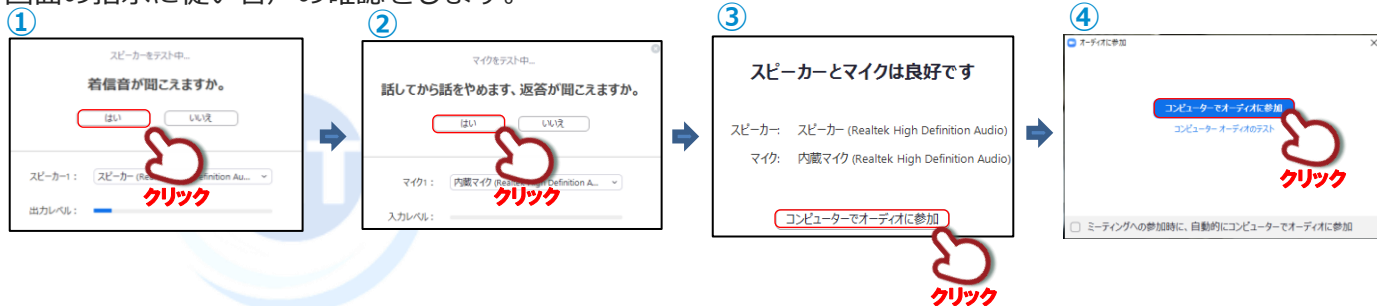 画面の指示に従い音声の確認をします。
①
スピーカーをテスト中...
着信音が聞こえますか。
はい
いいえ
クリック
スピーカー1：
スピーカー (Re
finition Au...
出力レベル：
②
マイクをテスト中...
話してから話をやめます、返答が聞こえますか。
はい
いいえ
クリック
マイク1：
内蔵マイク (Realtek High Definition A...
入力レベル：
③
スピーカーとマイクは良好です
スピーカー: スピーカー (Realtek High Definition Audio)
マイク: 内蔵マイク (Realtek High Definition Audio)
コンピューターでオーディオに参加
クリック
④
オーディオに参加
コンピューターでオーディオに参加
コンピューター オーディオのテスト
クリック
ミーティングへの参加時に、自動的にコンピューターでオーディオに参加